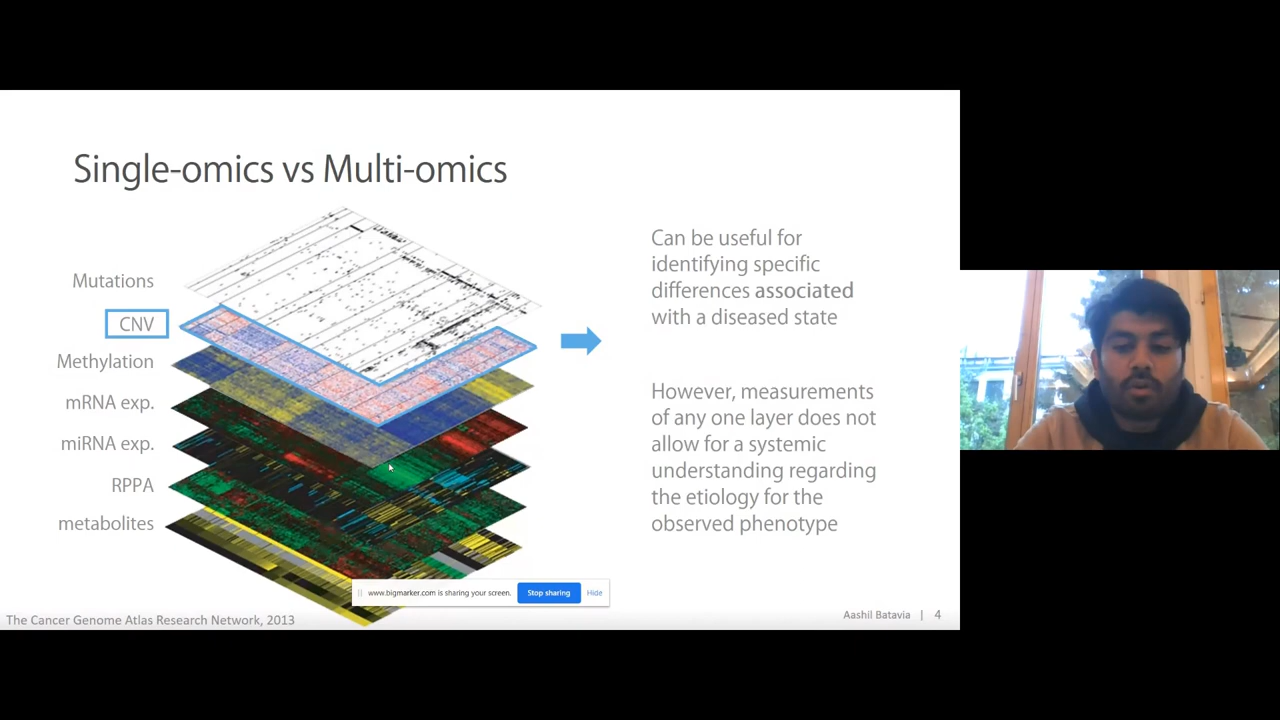 Single-omics vs Multi-omics
Mutations
CNV
Methylation
mRNA exp.
miRNA exp.
RPPA
metabolites
Can be useful for
identifying specific
differences associated
with a diseased state
However, measurements
of any one layer does not
allow for a systemic
understanding regarding
the etiology for the
observed phenotype
www.bigmarker.com is sharing your screen. Stop sharing Hide
The Cancer Genome Atlas Research Network, 2013
Aashil Batavia | 4